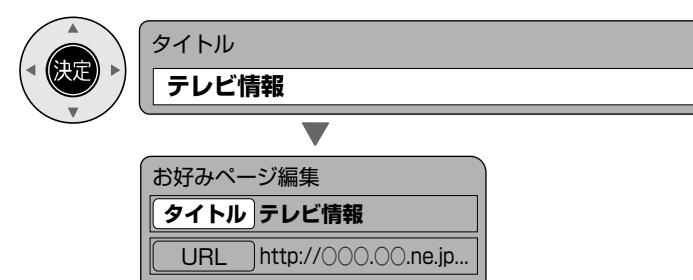 決定
タイトル
テレビ情報
お好みページ編集
タイトル テレビ情報
URL http://○○○.○○.ne.jp...